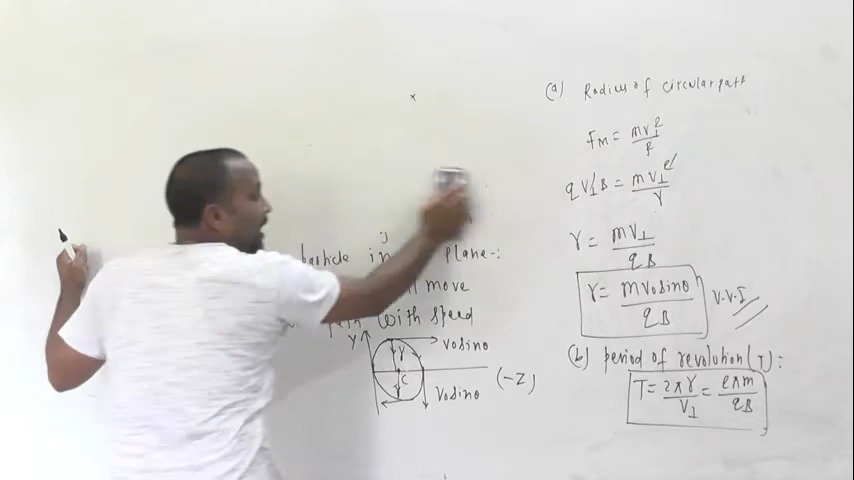 particle in plane-:
move
path with speed
Y
v0sinθ
r
C
(-Z)
v0sinθ
(a) Radius of circular path
Fm = mv⊥²/r
qv⊥B = mv⊥²/r
r = mv⊥/qB
r = mv0sinθ/qB
V.V.I
(b) period of revolution (T):
T = 2πr/V⊥ = 2πm/qB